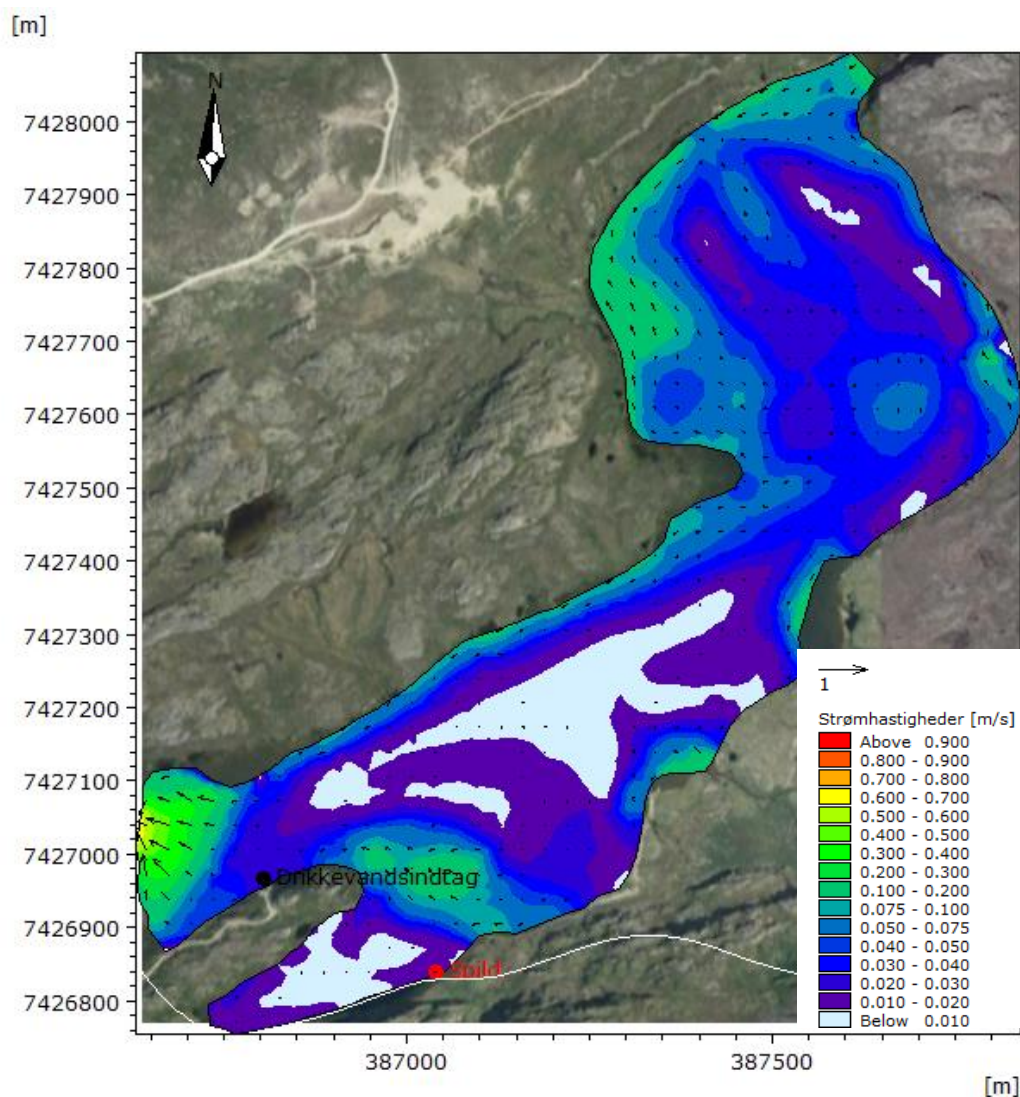 [m]
N
7428000
7427900
7427800
7427700
7427600
7427500
7427400
7427300
7427200
7427100
7427000
7426900
7426800
Drikkevandsindtag
Spild
1
Strømhastigheder [m/s]
Above 0.900
0.800 - 0.900
0.700 - 0.800
0.600 - 0.700
0.500 - 0.600
0.400 - 0.500
0.300 - 0.400
0.200 - 0.300
0.100 - 0.200
0.075 - 0.100
0.050 - 0.075
0.040 - 0.050
0.030 - 0.040
0.020 - 0.030
0.010 - 0.020
Below 0.010
387000
387500
[m]